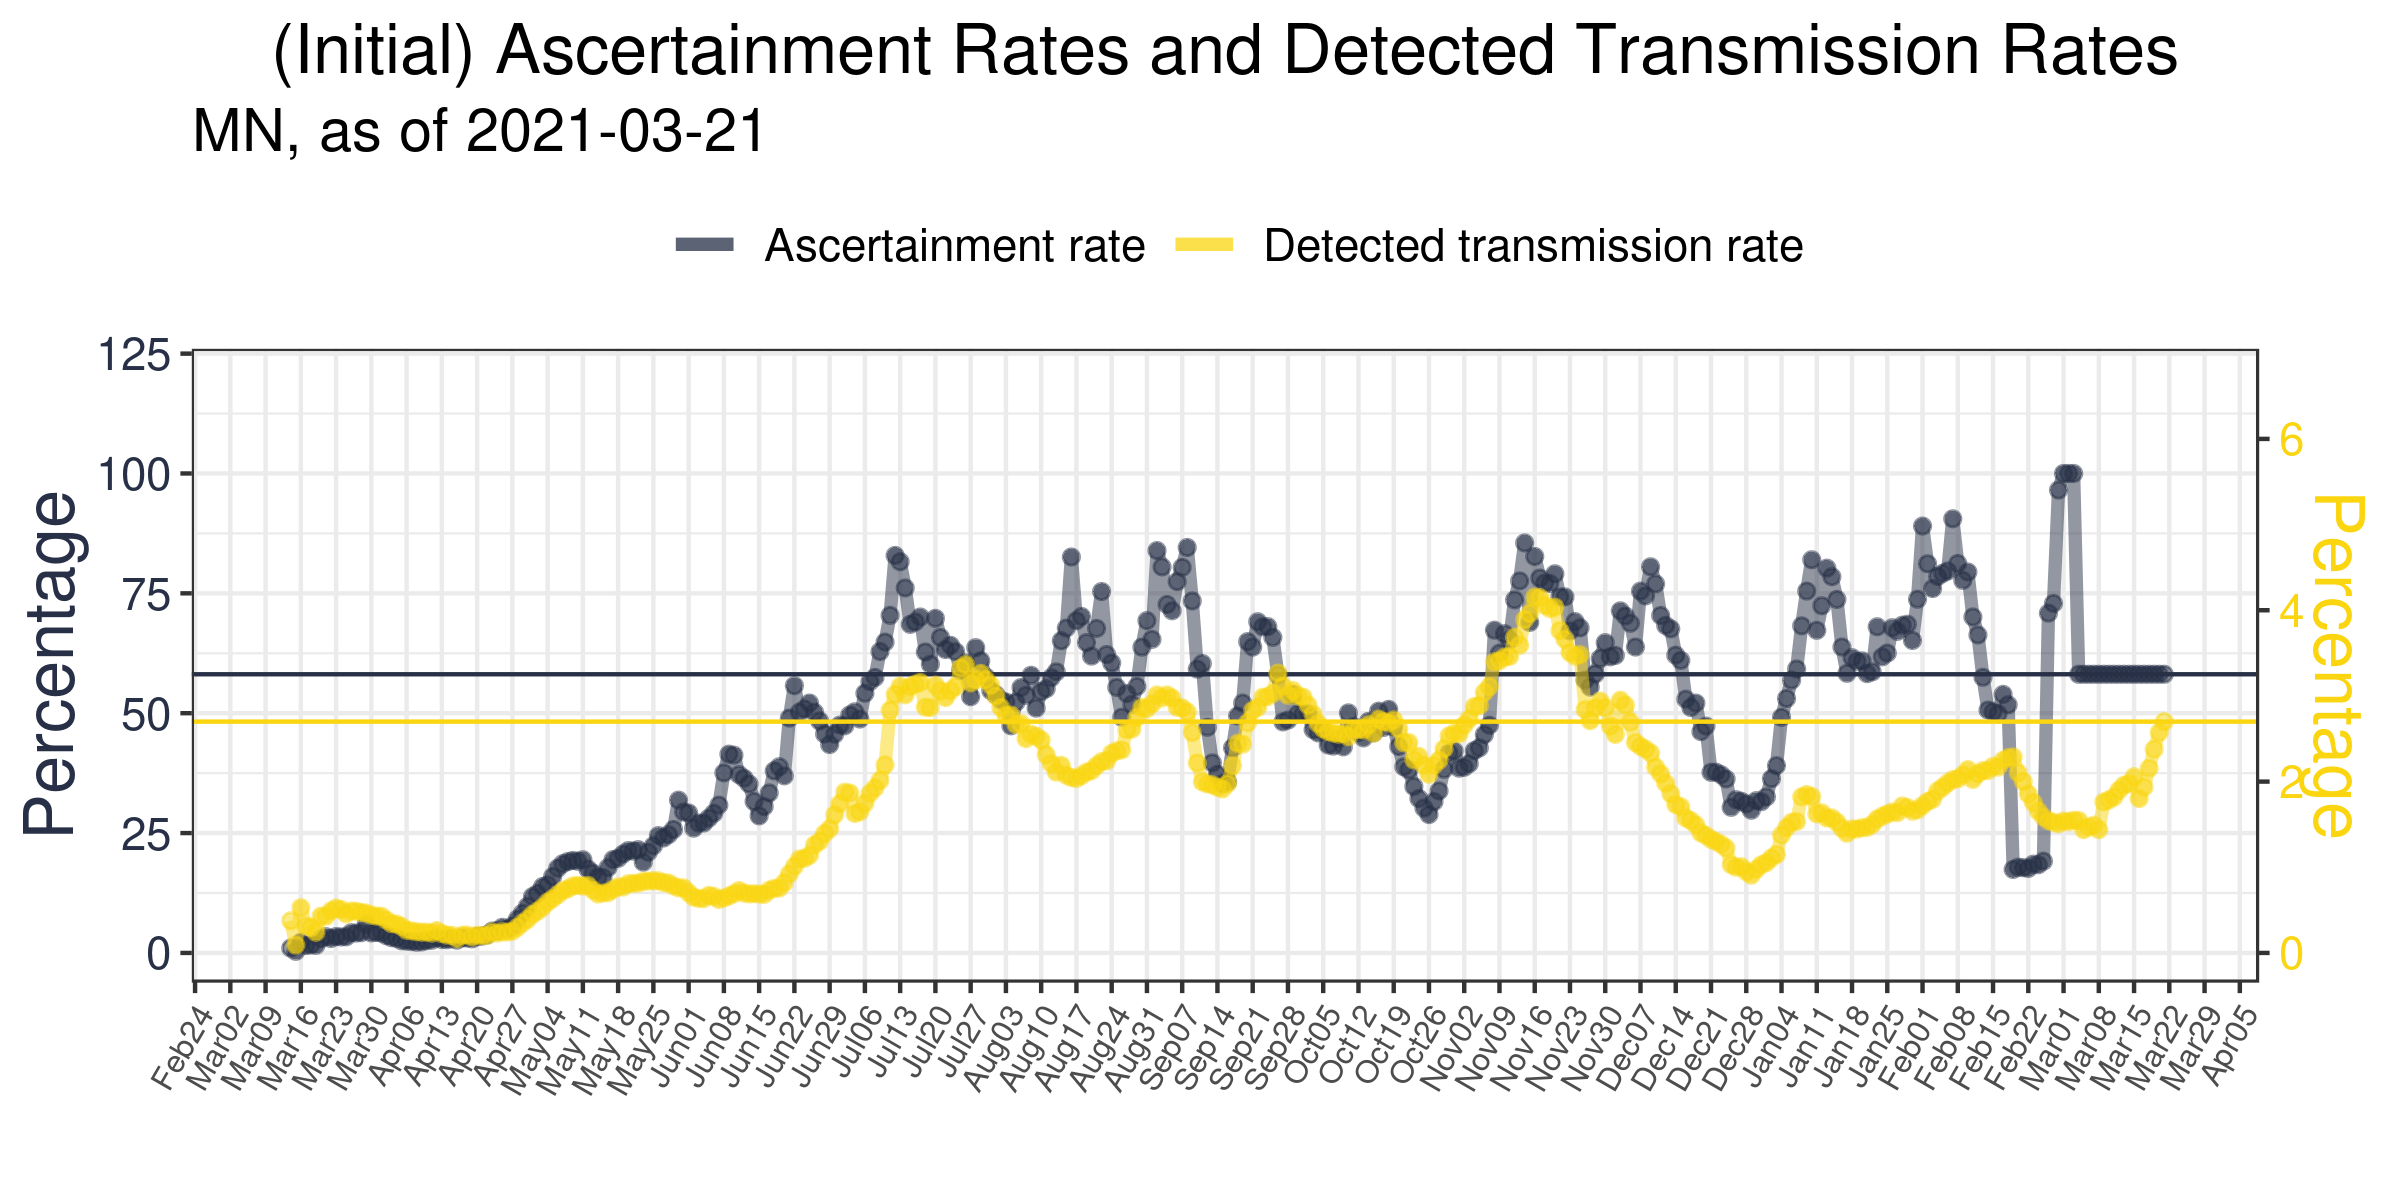 (Initial) Ascertainment Rates and Detected Transmission Rates
MN, as of 2021-03-21
Ascertainment rate
Detected transmission rate
Percentage
125
100
75
50
25
0
6
4
2
0
Percentage
Feb24
Mar02
Mar09
Mar16
Mar23
Mar30
Apr06
Apr13
Apr20
Apr27
May04
May11
May18
May25
Jun01
Jun08
Jun15
Jun22
Jun29
Jul06
Jul13
Jul20
Jul27
Aug03
Aug10
Aug17
Aug24
Aug31
Sep07
Sep14
Sep21
Sep28
Oct05
Oct12
Oct19
Oct26
Nov02
Nov09
Nov16
Nov23
Nov30
Dec07
Dec14
Dec21
Dec28
Jan04
Jan11
Jan18
Jan25
Feb01
Feb08
Feb15
Feb22
Mar01
Mar08
Mar15
Mar22
Mar29
Apr05